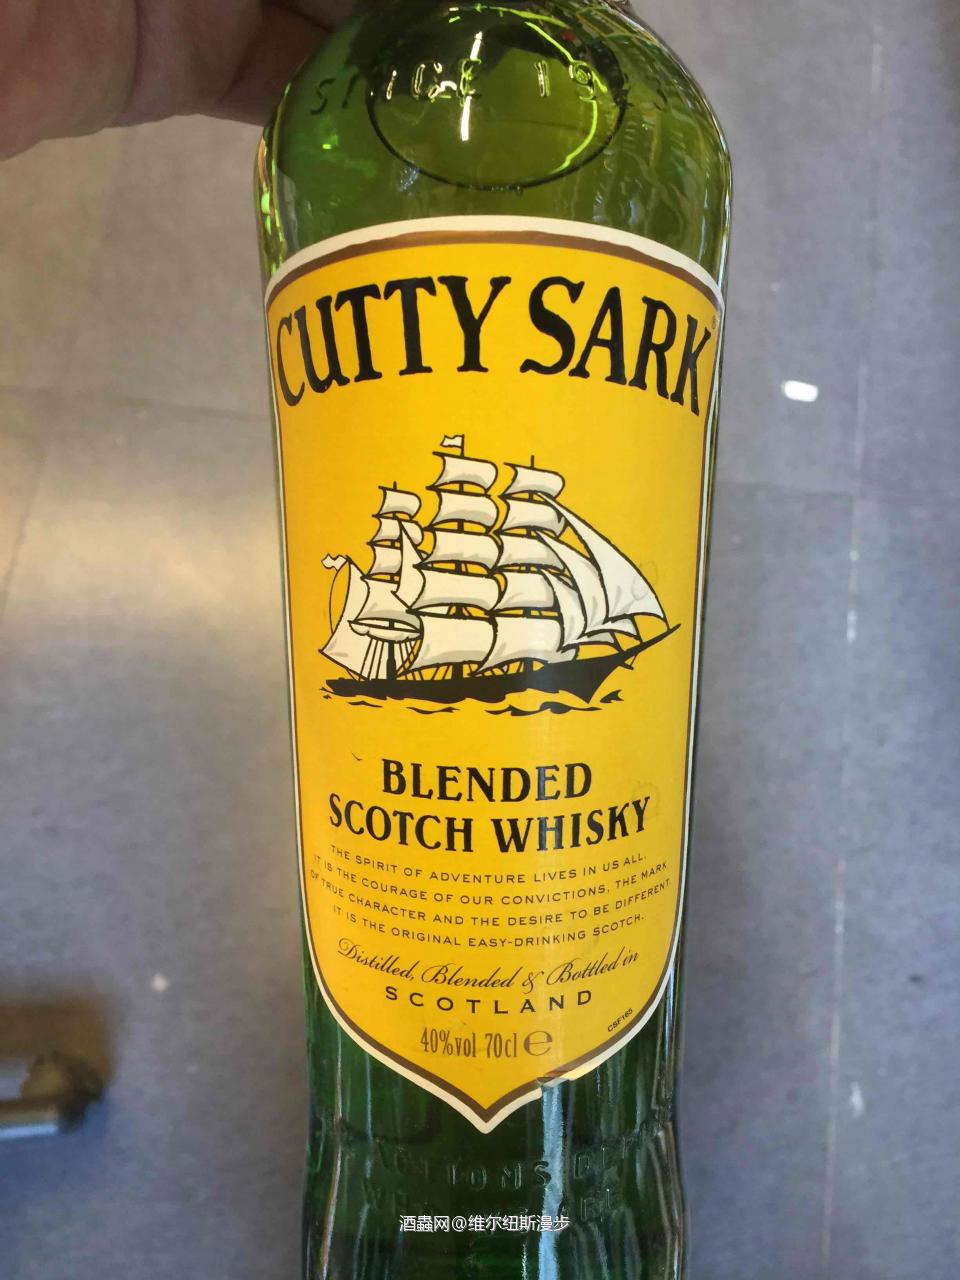 CUTTY SARK
BLENDED
SCOTCH WHISKY
THE SPIRIT OF ADVENTURE LIVES IN US ALL.
IT IS THE COURAGE OF OUR CONVICTIONS, THE MARK
OF TRUE CHARACTER AND THE DESIRE TO BE DIFFERENT.
IT IS THE ORIGINAL EASY-DRINKING SCOTCH.
Distilled, Blended & Bottled in
SCOTLAND
40%vol 70cl ℮
CSF165
酒蟲网@维尔纽斯漫步